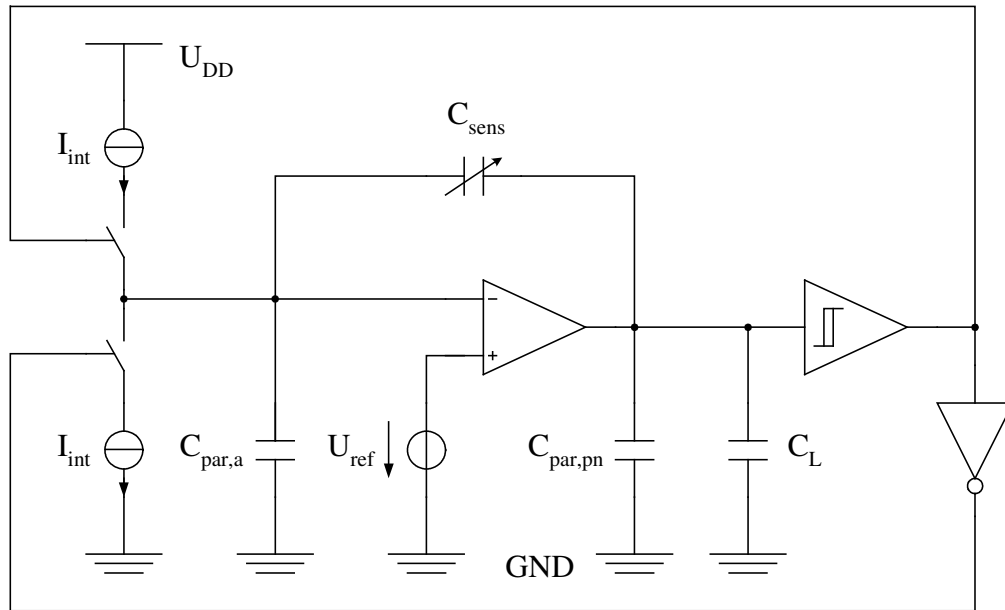 U_DD
C_sens
I_int
I_int
C_par,a
U_ref
C_par,pn
C_L
GND